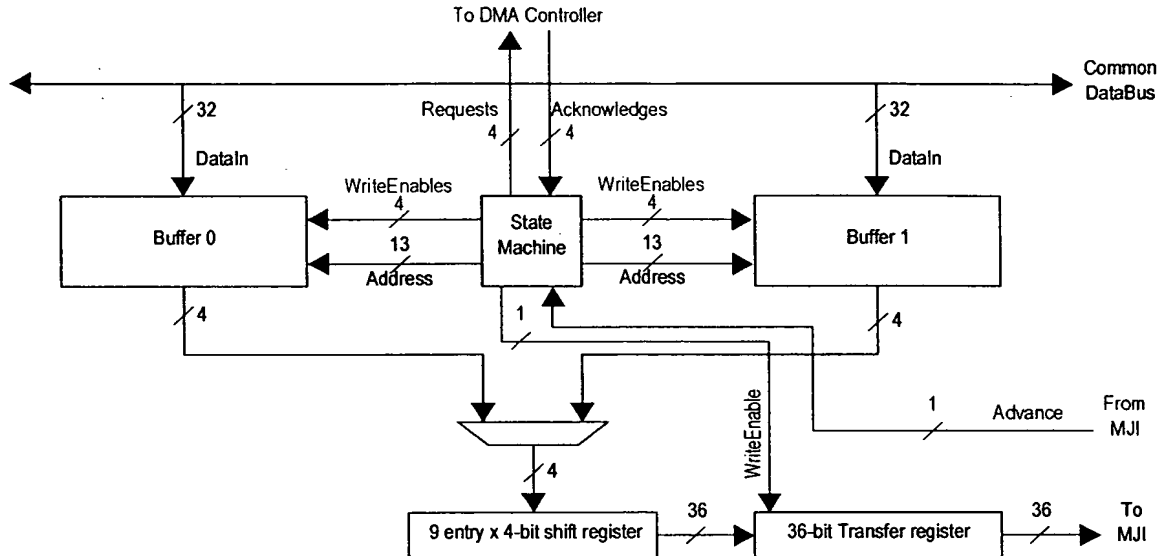 To DMA Controller
Common
DataBus
32
Requests
4
Acknowledges
4
32
DataIn
DataIn
WriteEnables
4
WriteEnables
4
State
Machine
Buffer 0
Buffer 1
13
Address
13
Address
4
1
4
WriteEnable
1
Advance
From
MJI
4
9 entry x 4-bit shift register
36
36-bit Transfer register
36
To
MJI